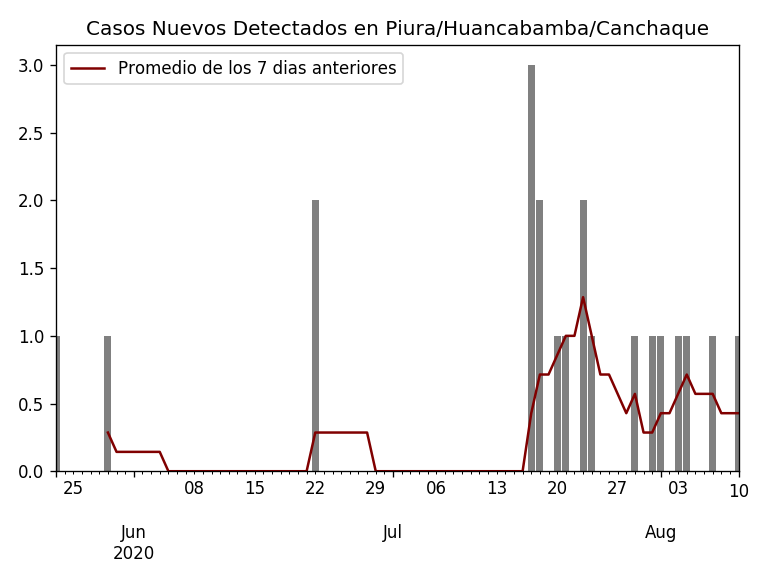 Casos Nuevos Detectados en Piura/Huancabamba/Canchaque
Promedio de los 7 dias anteriores
3.0
2.5
2.0
1.5
1.0
0.5
0.0
25 08 15 22 29 06 13 20 27 03 10
Jun Jul Aug
2020